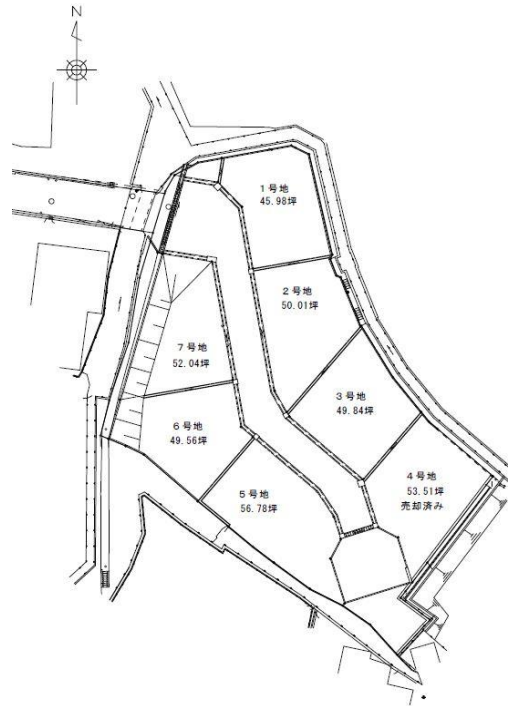 N
1号地
45.98坪
2号地
50.01坪
7号地
52.04坪
3号地
49.84坪
6号地
49.56坪
4号地
53.51坪
売却済み
5号地
56.78坪